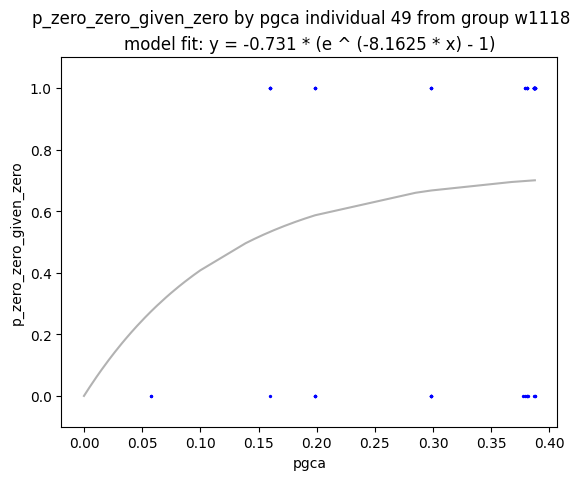 p_zero_zero_given_zero by pgca individual 49 from group w1118
model fit: y = -0.731 * (e ^ (-8.1625 * x) - 1)
1.0
0.8
0.6
0.4
0.2
0.0
p_zero_zero_given_zero
0.00 0.05 0.10 0.15 0.20 0.25 0.30 0.35 0.40
pgca